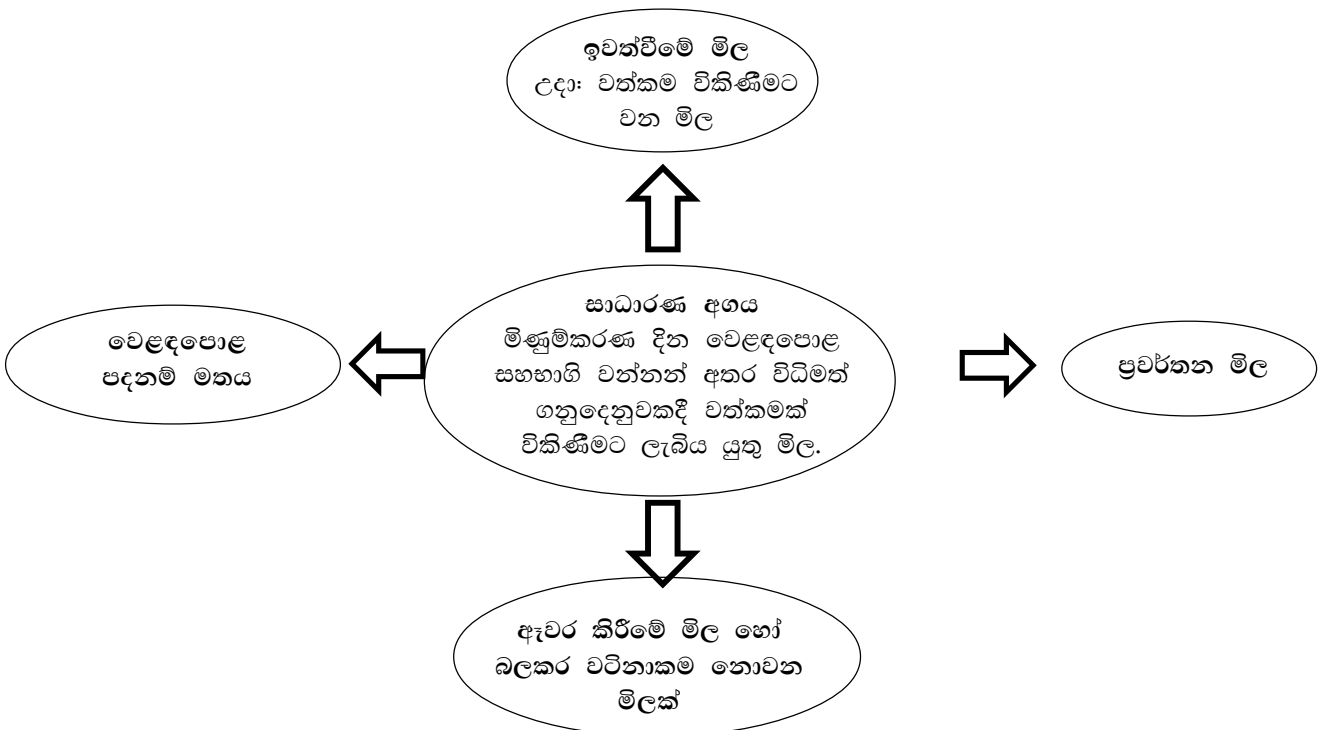 ඉවත්වීමේ මිල
උදා: වත්කම විකිණීමට
වන මිල
සාධාරණ අගය
මිණුම්කරණ දින වෙළඳපොළ
සහභාගි වන්නන් අතර විධිමත්
ගනුදෙනුවකදී වත්කමක්
විකිණීමට ලැබිය යුතු මිල.
වෙළඳපොළ
පදනම් මතය
ප්‍රවර්තන මිල
ඈවර කිරීමේ මිල හෝ
බලකර වටිනාකම නොවන
මිලක්